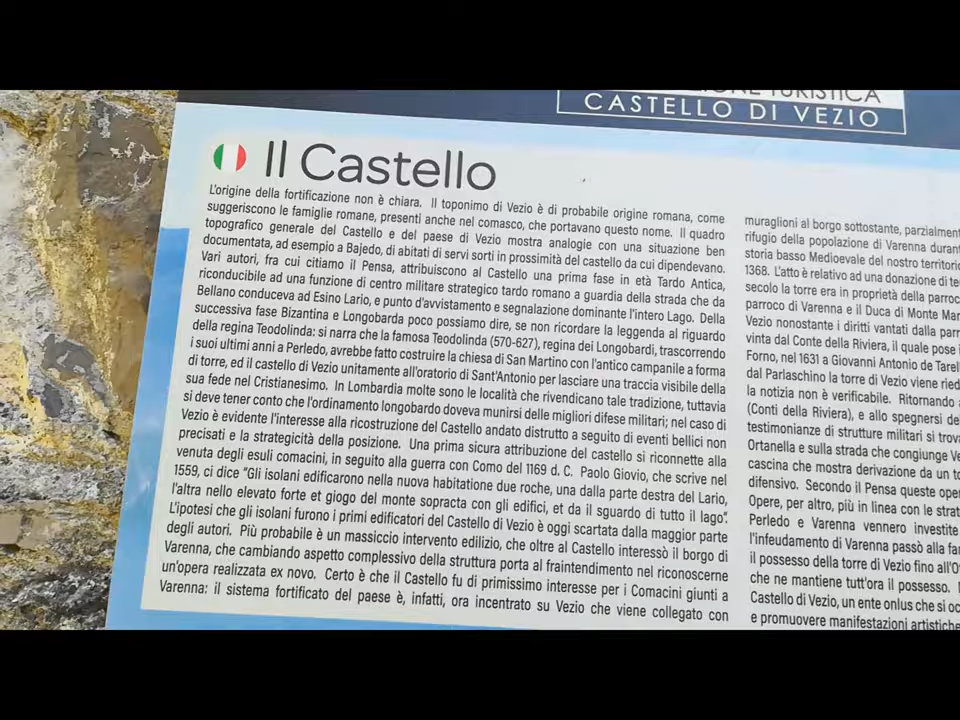 TURISTICA
CASTELLO DI VEZIO
Il Castello
L'origine della fortificazione non è chiara. Il toponimo di Vezio è di probabile origine romana, come
suggeriscono le famiglie romane, presenti anche nel comasco, che portavano questo nome. Il quadro
topografico generale del Castello e del paese di Vezio mostra analogie con una situazione ben
documentata, ad esempio a Bajedo, di abitati di servi sorti in prossimità del castello da cui dipendevano.
Vari autori, fra cui citiamo il Pensa, attribuiscono al Castello una prima fase in età Tardo Antica,
riconducibile ad una funzione di centro militare strategico tardo romano a guardia della strada che da
Bellano conduceva ad Esino Lario, e punto d'avvistamento e segnalazione dominante l'intero Lago. Della
successiva fase Bizantina e Longobarda poco possiamo dire, se non ricordare la leggenda al riguardo
della regina Teodolinda: si narra che la famosa Teodolinda (570-627), regina dei Longobardi, trascorrendo
i suoi ultimi anni a Perledo, avrebbe fatto costruire la chiesa di San Martino con l'antico campanile a forma
di torre, ed il castello di Vezio unitamente all'oratorio di Sant'Antonio per lasciare una traccia visibile della
sua fede nel Cristianesimo. In Lombardia molte sono le località che rivendicano tale tradizione, tuttavia
si deve tener conto che l'ordinamento longobardo doveva munirsi delle migliori difese militari; nel caso di
Vezio è evidente l'interesse alla ricostruzione del Castello andato distrutto a seguito di eventi bellici non
precisati e la strategicità della posizione. Una prima sicura attribuzione del castello si riconnette alla
venuta degli esuli comacini, in seguito alla guerra con Como del 1169 d. C. Paolo Giovio, che scrive nel
1559, ci dice "Gli isolani edificarono nella nuova habitatione due roche, una dalla parte destra del Lario,
l'altra nello elevato forte et giogo del monte sopracta con gli edifici, et da il sguardo di tutto il lago".
L'ipotesi che gli isolani furono i primi edificatori del Castello di Vezio è oggi scartata dalla maggior parte
degli autori. Più probabile è un massiccio intervento edilizio, che oltre al Castello interessò il borgo di
Varenna, che cambiando aspetto complessivo della struttura porta al fraintendimento nel riconoscerne
un'opera realizzata ex novo. Certo è che il Castello fu di primissimo interesse per i Comacini giunti a
Varenna: il sistema fortificato del paese è, infatti, ora incentrato su Vezio che viene collegato con
muraglioni al borgo sottostante, parzialment
rifugio della popolazione di Varenna durant
storia basso Medioevale del nostro territorio
1368. L'atto è relativo ad una donazione di te
secolo la torre era in proprietà della parroc
parroco di Varenna e il Duca di Monte Mar
Vezio nonostante i diritti vantati dalla parr
vinta dal Conte della Riviera, il quale pose i
Forno, nel 1631 a Giovanni Antonio de Tarel
dal Parlaschino la torre di Vezio viene ried
la notizia non è verificabile. Ritornando
(Conti della Riviera), e allo spegnersi de
testimonianze di strutture militari si trova
Ortanella e sulla strada che congiunge Ve
cascina che mostra derivazione da un to
difensivo. Secondo il Pensa queste oper
Opere, per altro, più in linea con le strat
Perledo e Varenna vennero investite
l'infeudamento di Varenna passò alla fa
il possesso della torre di Vezio fino all'O
che ne mantiene tutt'ora il possesso.
Castello di Vezio, un ente onlus che si oc
e promuovere manifestazioni artistiche